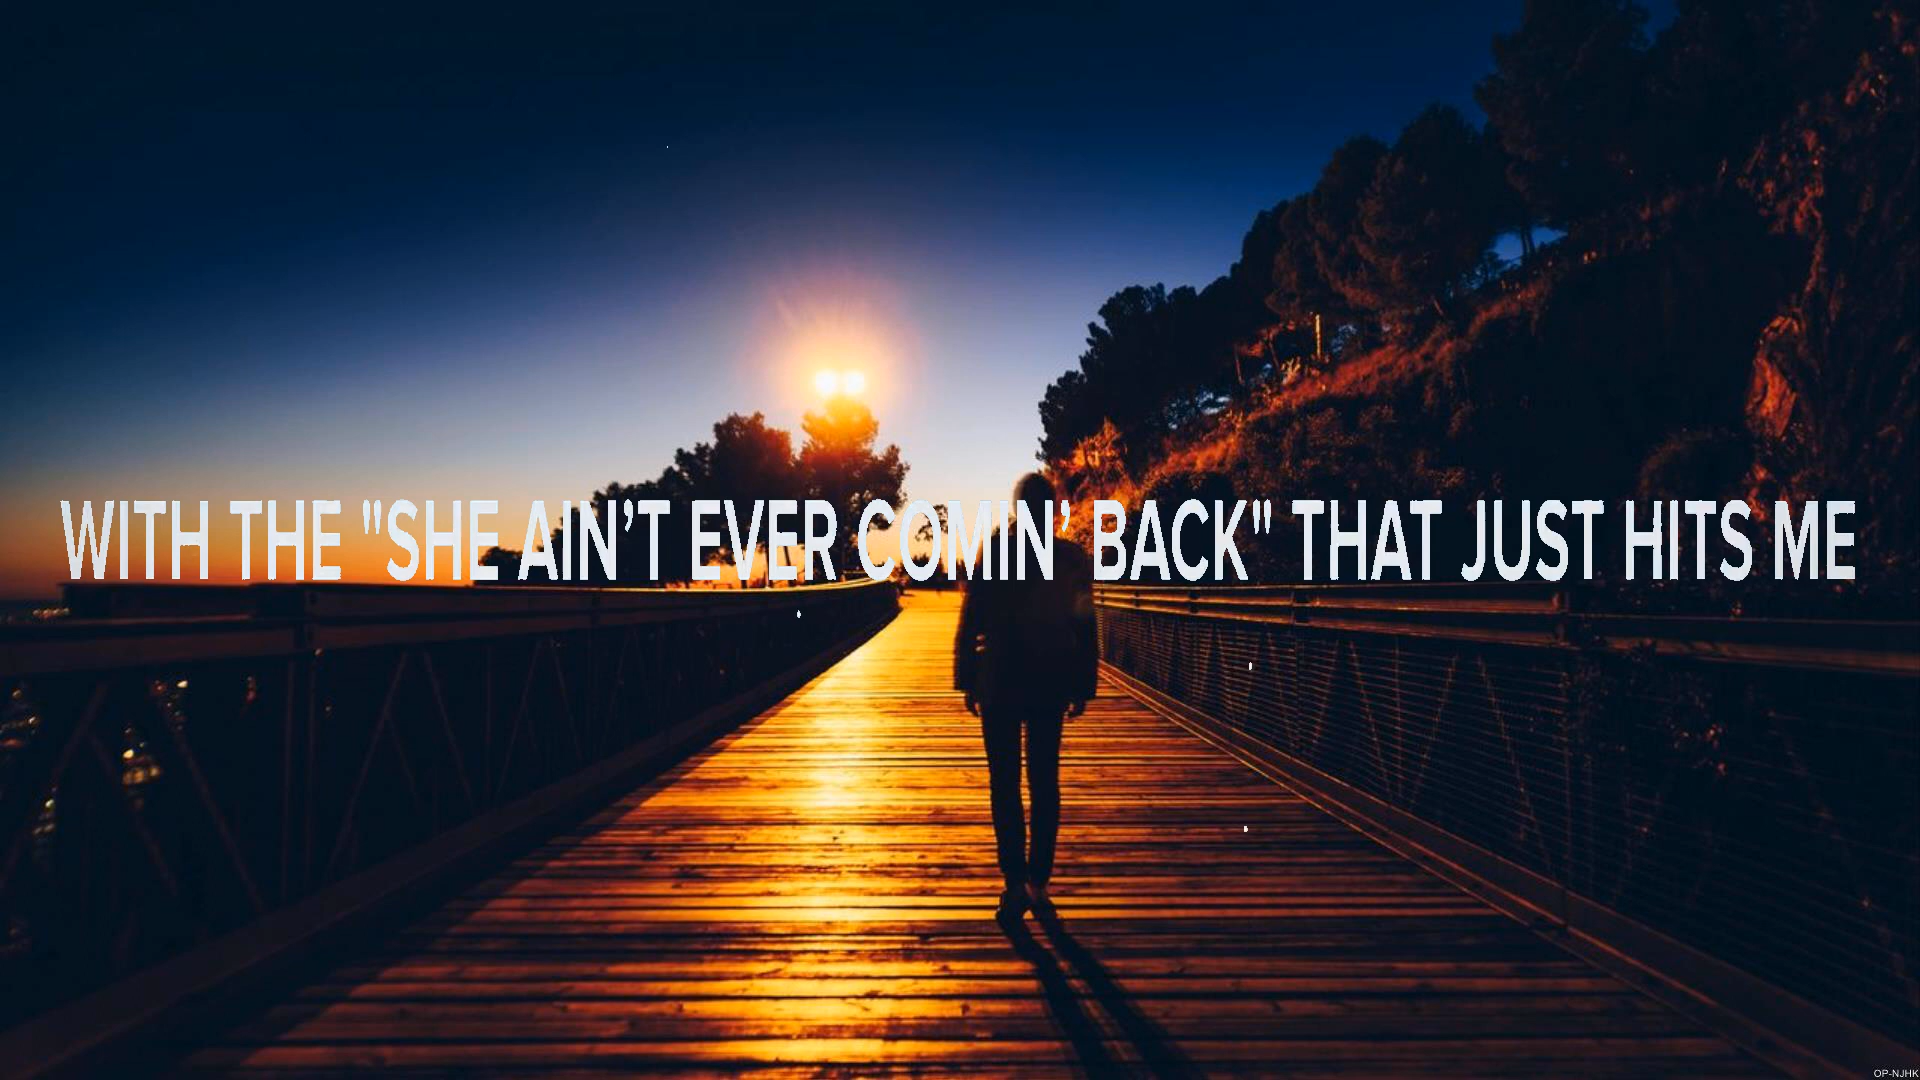 WITH THE "SHE AIN’T EVER COMIN’ BACK" THAT JUST HITS ME
OP-NJHK